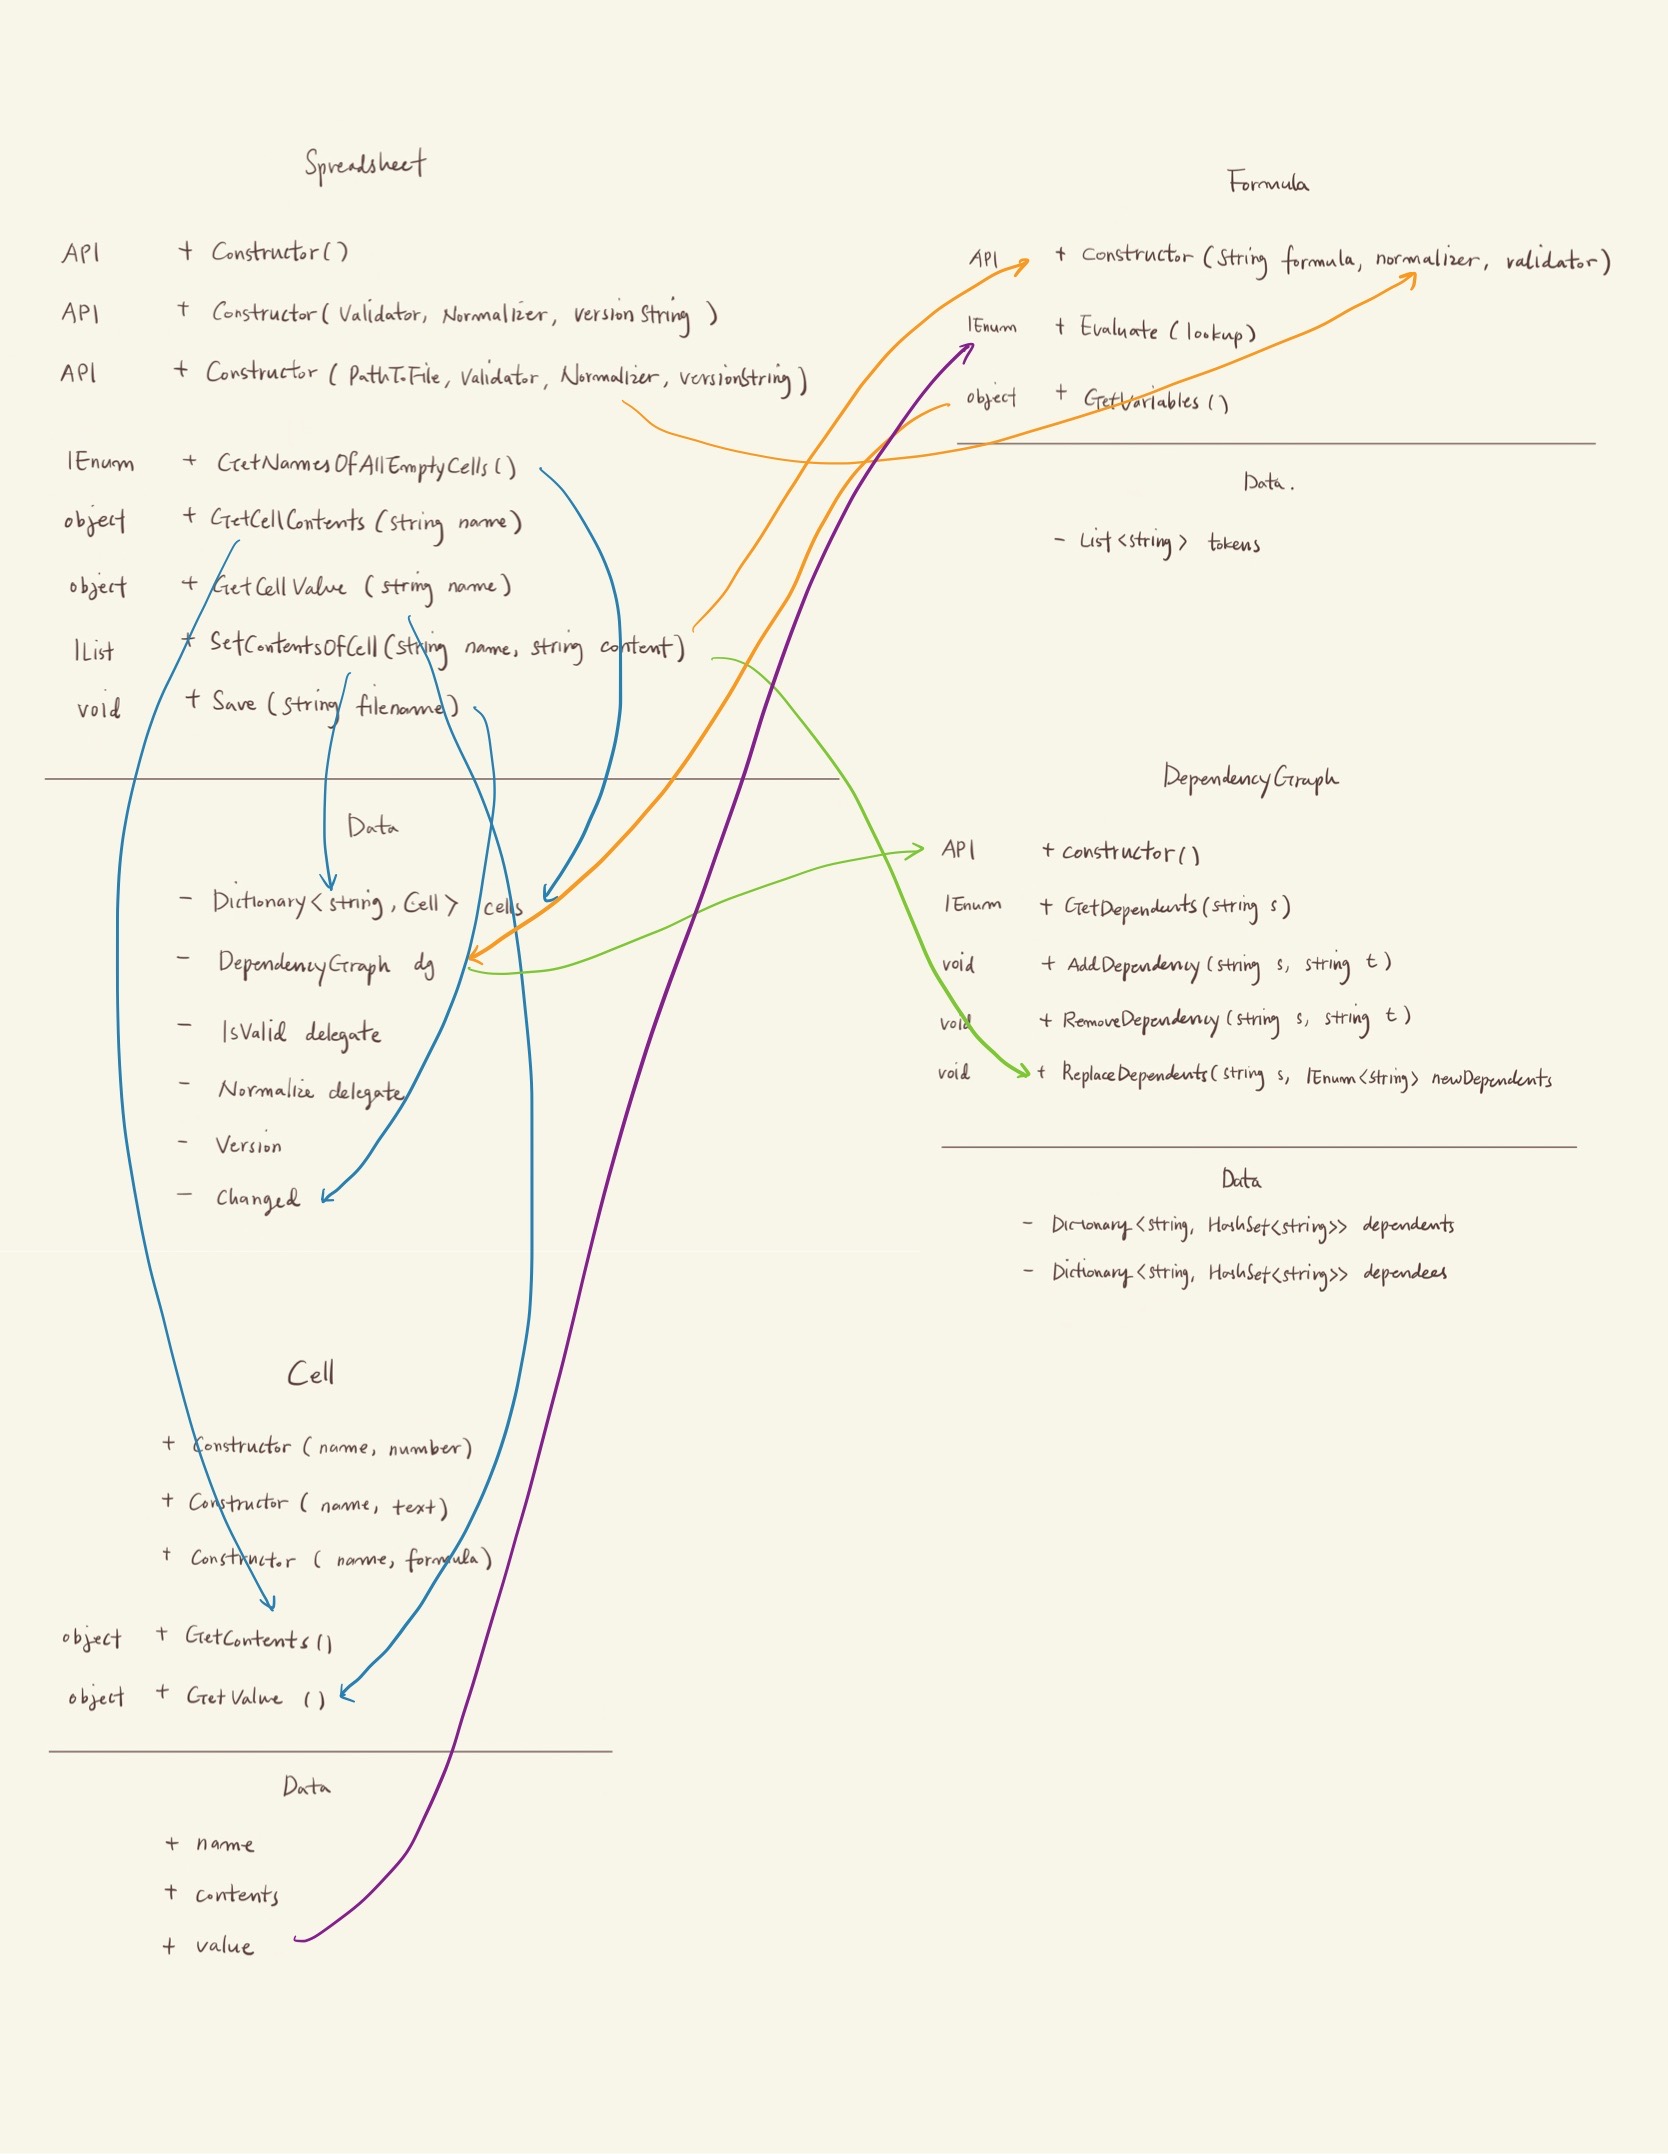 Spreadsheet
API + Constructor()
API + Constructor(Validator, Normalizer, version String )
API + Constructor ( PathToFile, Validator, Normalizer, versionString)
IEnum + GetNamesOfAllEmptyCells()
object + GetCellContents (string name)
object + GetCellValue (string name)
IList + SetContentsOfCell(string name, string content)
void + Save (string filename)
Data
- Dictionary<string, Cell> cells
- DependencyGraph dg
- IsValid delegate
- Normalize delegate
- Version
- Changed
Cell
+ Constructor ( name, number)
+ Constructor ( name, text)
+ Constructor ( name, formula)
object + GetContents()
object + GetValue ()
Data
+ name
+ contents
+ value
Formula
API + constructor (string formula, normalizer, validator)
IEnum + Evaluate (lookup)
object + GetVariables ()
Data.
- List<string> tokens
DependencyGraph
API + constructor()
IEnum + GetDependents(string s)
void + AddDependency (string s, string t )
void + RemoveDependency (string s, string t )
void + ReplaceDependents(string s, IEnum<string> newDependents
Data
- Dictionary<string, HashSet<string>> dependents
- Dictionary<string, HashSet<string>> dependees